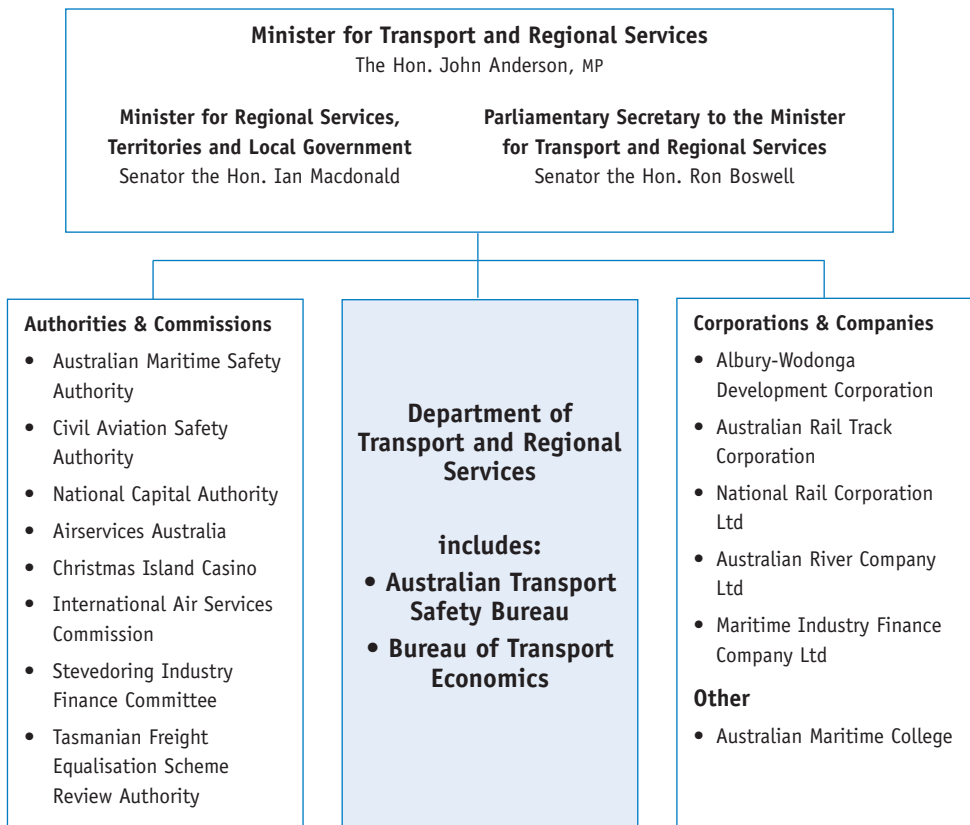 Minister for Transport and Regional Services
The Hon. John Anderson, MP
Minister for Regional Services,
Territories and Local Government
Senator the Hon. Ian Macdonald
Parliamentary Secretary to the Minister
for Transport and Regional Services
Senator the Hon. Ron Boswell
Authorities & Commissions
• Australian Maritime Safety
Authority
• Civil Aviation Safety
Authority
• National Capital Authority
• Airservices Australia
• Christmas Island Casino
• International Air Services
Commission
• Stevedoring Industry
Finance Committee
• Tasmanian Freight
Equalisation Scheme
Review Authority
Department of
Transport and Regional
Services
includes:
• Australian Transport
Safety Bureau
• Bureau of Transport
Economics
Corporations & Companies
• Albury-Wodonga
Development Corporation
• Australian Rail Track
Corporation
• National Rail Corporation
Ltd
• Australian River Company
Ltd
• Maritime Industry Finance
Company Ltd
Other
• Australian Maritime College